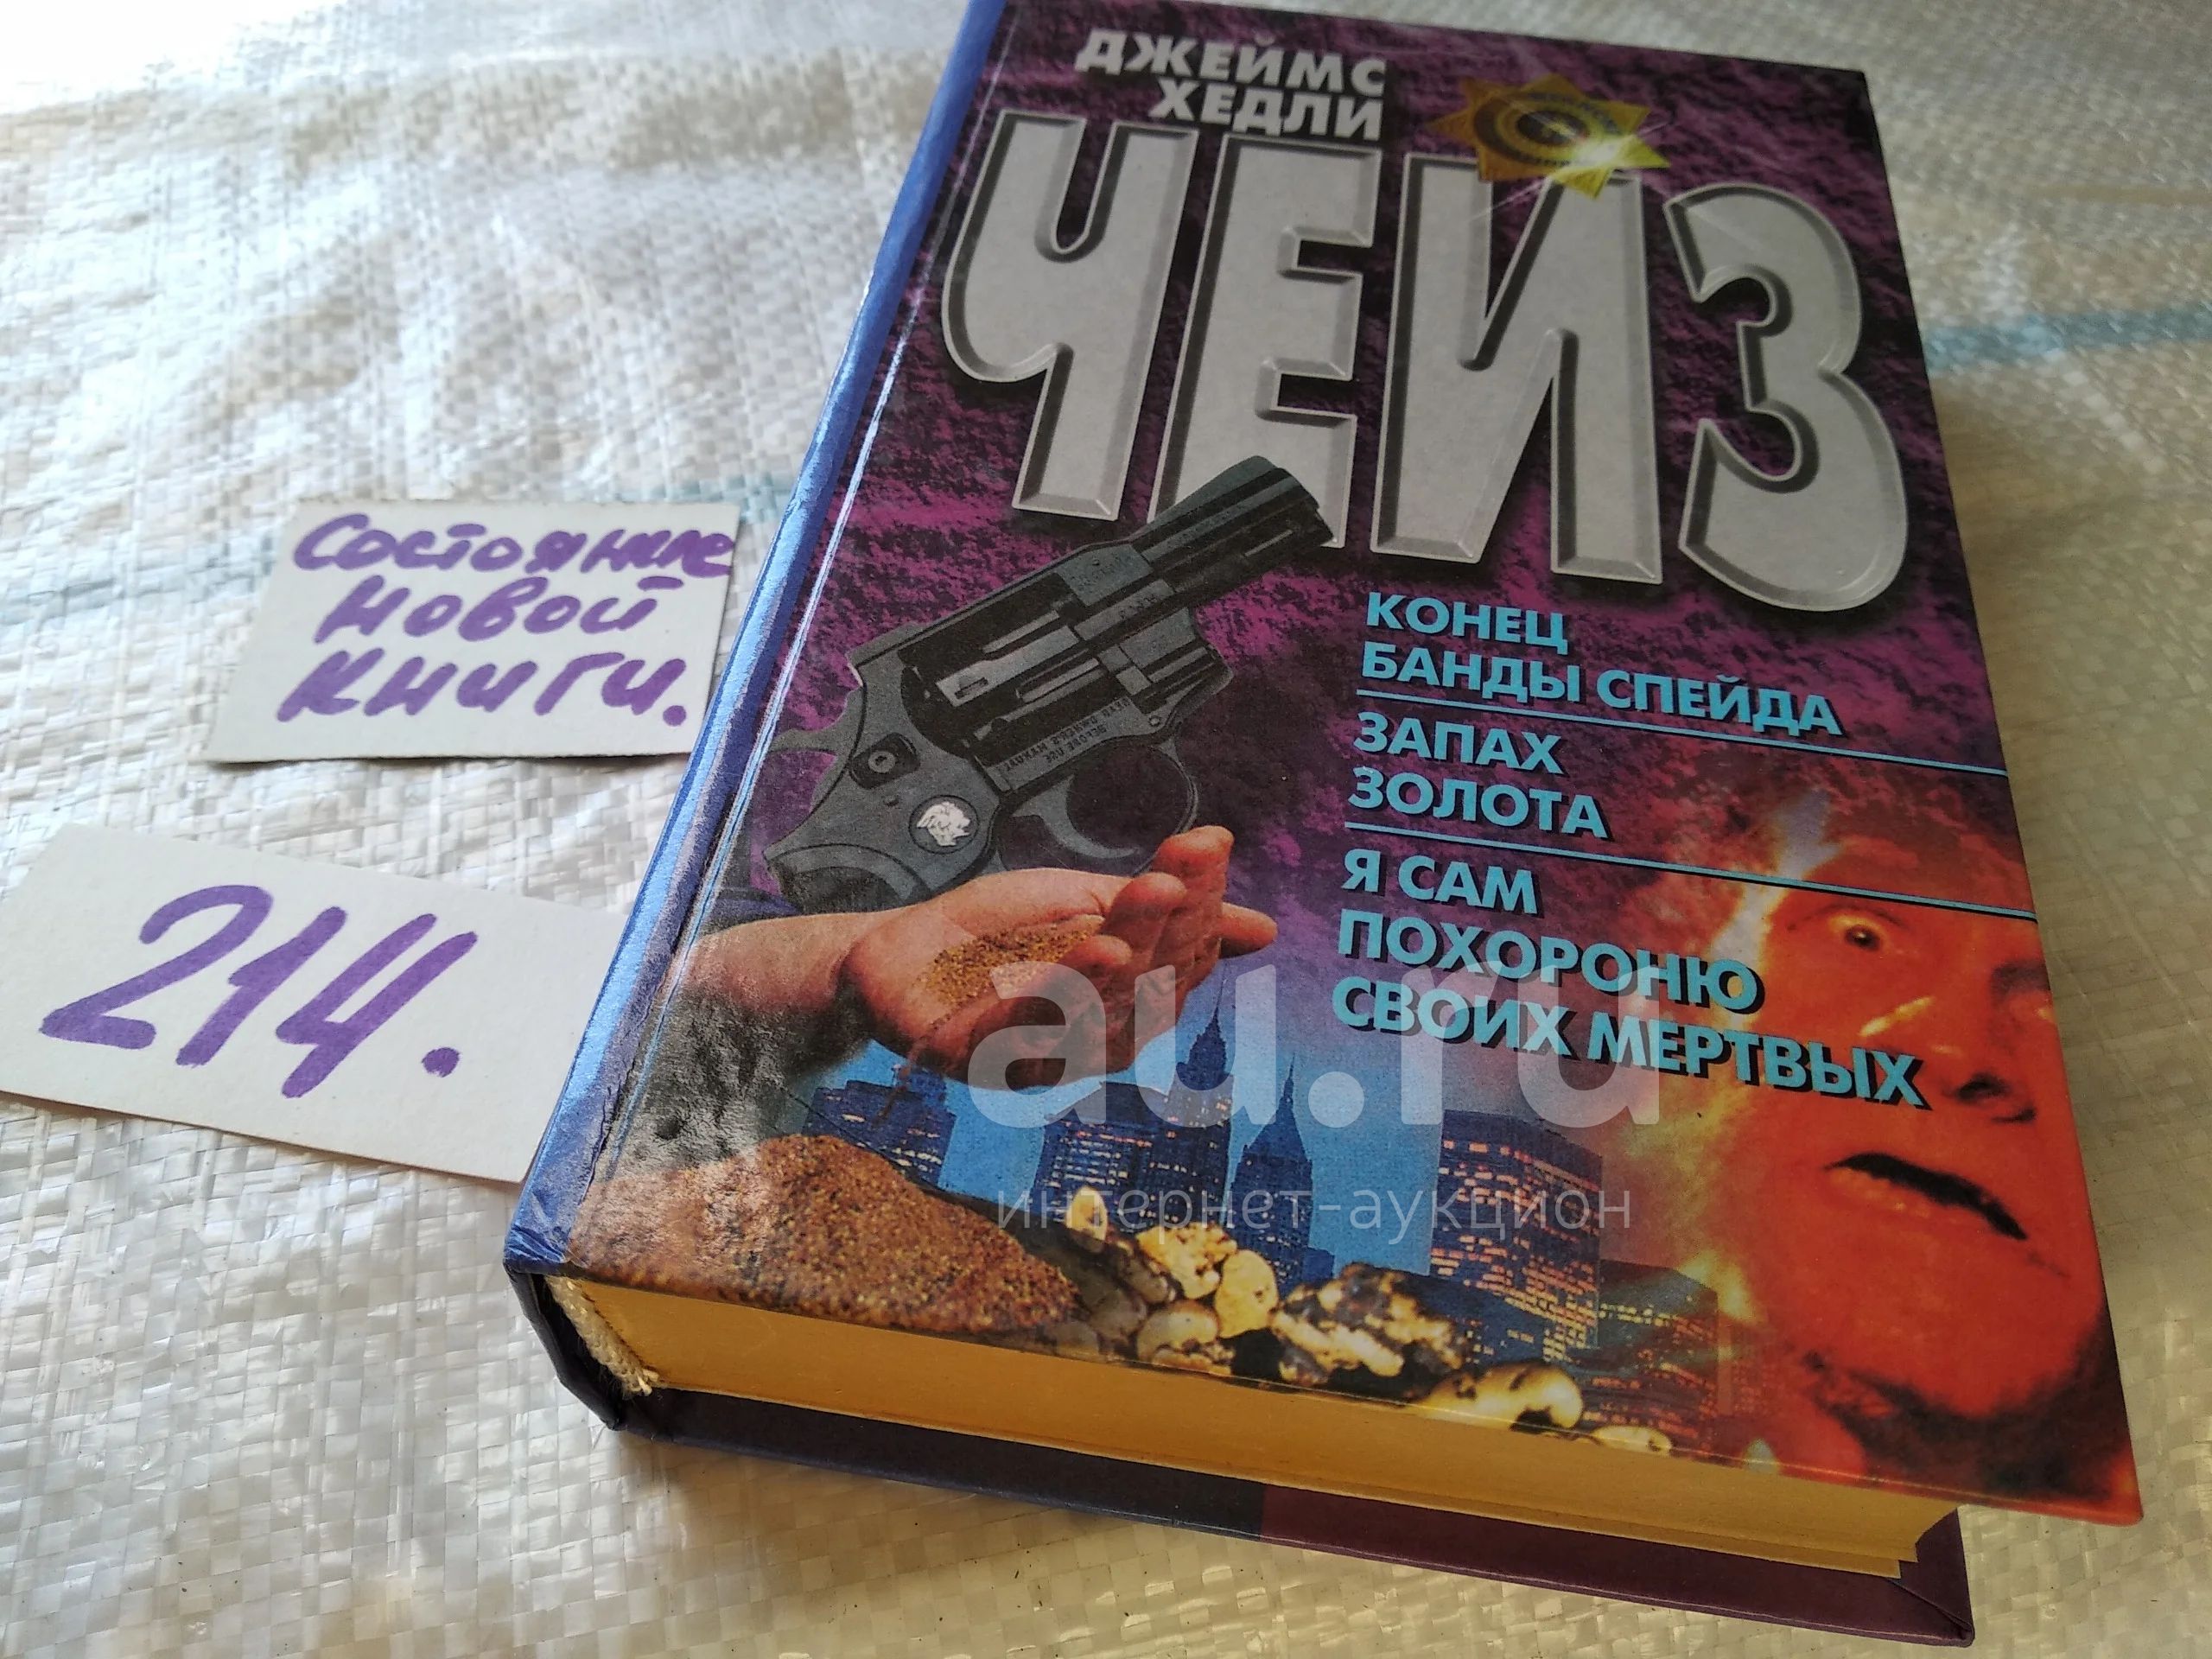 ДЖЕЙМС
ХЕДЛИ
ЧЕЙЗ
КОНЕЦ
БАНДЫ СПЕЙДА
ЗАПАХ
ЗОЛОТА
Я САМ
ПОХОРОНЮ
СВОИХ МЕРТВЫХ
Состояние
новой
книги.
214.
au.ru
интернет-аукцион